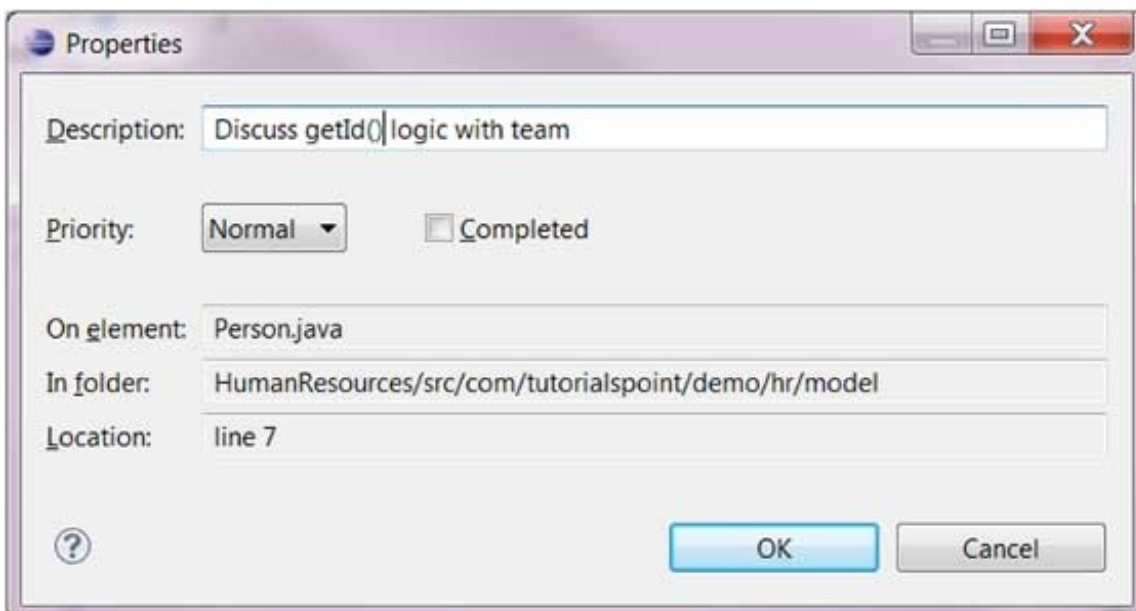 Properties
Description: Discuss getId() logic with team
Priority: Normal Completed
On element: Person.java
In folder: HumanResources/src/com/tutorialspoint/demo/hr/model
Location: line 7
? OK Cancel